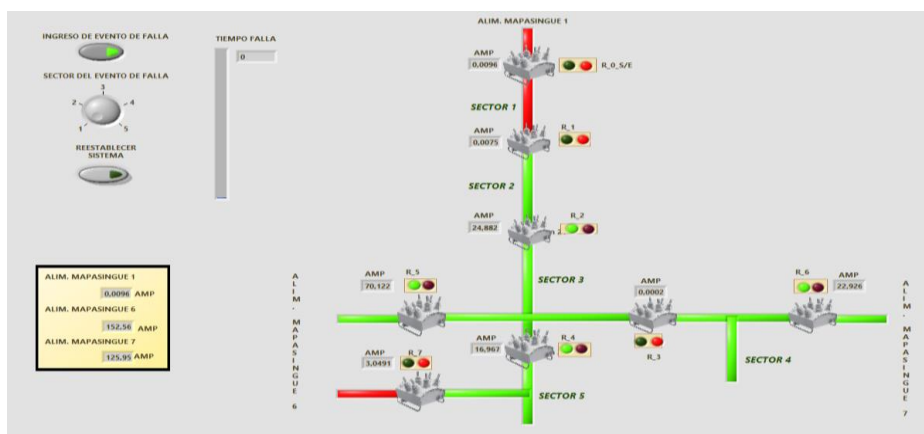 INGRESO DE EVENTO DE FALLA
SECTOR DEL EVENTO DE FALLA
3
2
4
1
5
REESTABLECER
SISTEMA
TIEMPO FALLA
0
ALIM. MAPASINGUE 1
AMP
0,0096
R_0_S/E
SECTOR 1
AMP
0,0075
R_1
SECTOR 2
AMP
24,882
R_2
SECTOR 3
AMP
70,122
R_5
AMP
0,0002
R_3
R_6
AMP
22,926
SECTOR 4
AMP
16,967
R_4
AMP
3,0491
R_7
SECTOR 5
ALIM. MAPASINGUE 6
ALIM. MAPASINGUE 7
ALIM. MAPASINGUE 1
0,0096 AMP
ALIM. MAPASINGUE 6
152,56 AMP
ALIM. MAPASINGUE 7
125,95 AMP